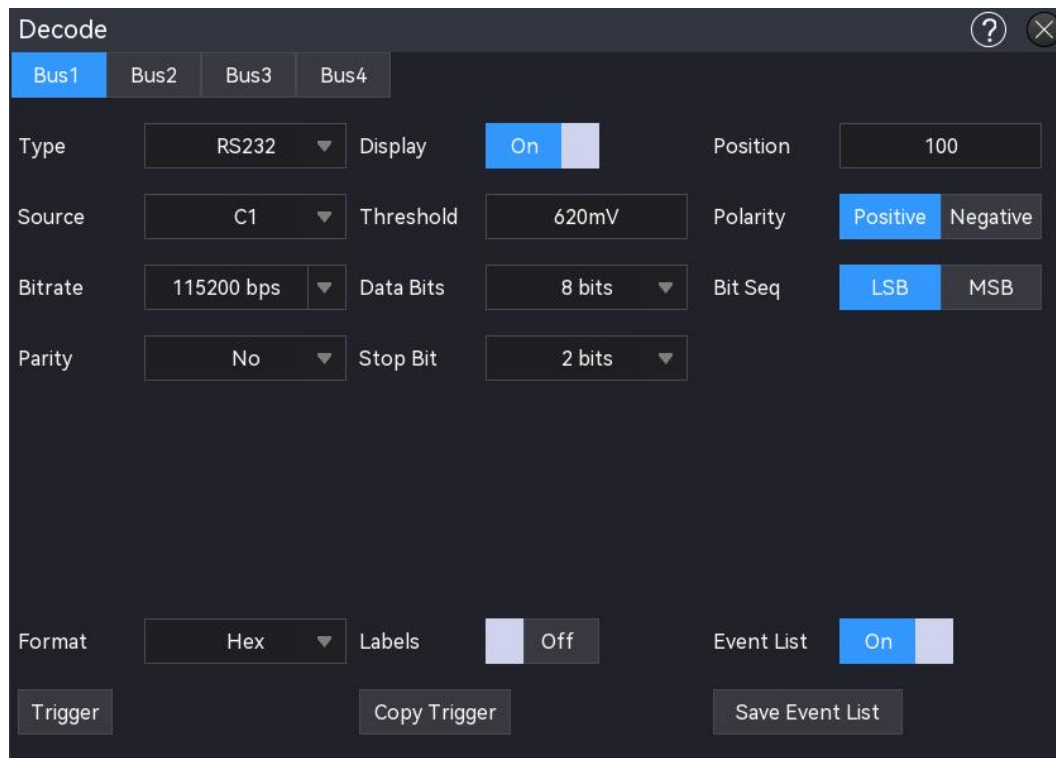 Decode ?
Bus1 Bus2 Bus3 Bus4
Type RS232 Display On Position 100
Source C1 Threshold 620mV Polarity Positive Negative
Bitrate 115200 bps Data Bits 8 bits Bit Seq LSB MSB
Parity No Stop Bit 2 bits
Format Hex Labels Off Event List On
Trigger Copy Trigger Save Event List